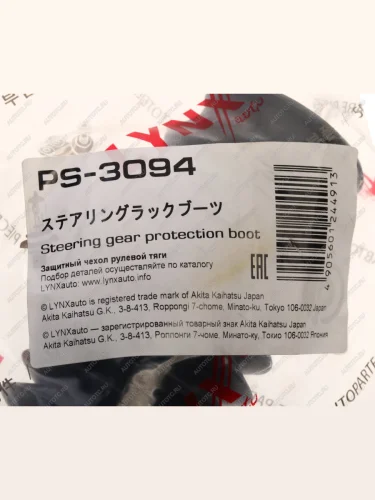 LYNX
PS-3094
ステアリングラックブーツ
Steering gear protection boot
Защитный чехол рулевой тяги
Подбор деталей осуществляйте по каталогу
LYNXauto: www.lynxauto.info
EAC
4905601244913
© LYNXauto is registered trade mark of Akita Kaihatsu Japan
Akita Kaihatsu G.K., 3-8-413, Roppongi 7-chome, Minato-ku, Tokyo 106-0032 Japan
© LYNXauto — зарегистрированный товарный знак Akita Kaihatsu Japan
Akita Kaihatsu G.K., 3-8-413, Роппонги 7-чоме, Минато-ку, Токио 106-0032 Япония